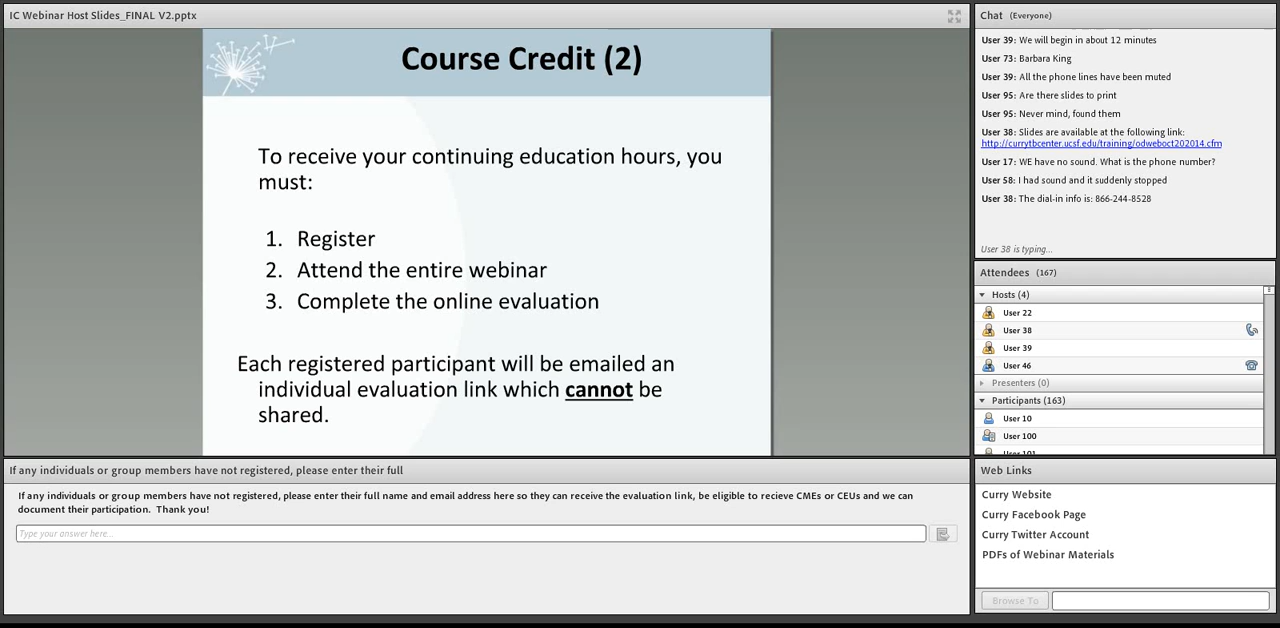 IC Webinar Host Slides_FINAL V2.pptx
Course Credit (2)
To receive your continuing education hours, you
must:
1. Register
2. Attend the entire webinar
3. Complete the online evaluation
Each registered participant will be emailed an
individual evaluation link which cannot be
shared.
If any individuals or group members have not registered, please enter their full
If any individuals or group members have not registered, please enter their full name and email address here so they can receive the evaluation link, be eligible to recieve CMEs or CEUs and we can
document their participation. Thank you!
Type your answer here...
Chat (Everyone)
User 39: We will begin in about 12 minutes
User 73: Barbara King
User 39: All the phone lines have been muted
User 95: Are there slides to print
User 95: Never mind, found them
User 38: Slides are available at the following link:
http://currytbcenter.ucsf.edu/training/odweboct202014.cfm
User 17: WE have no sound. What is the phone number?
User 58: I had sound and it suddenly stopped
User 38: The dial-in info is: 866-244-8528
User 38 is typing...
Attendees (167)
Hosts (4)
User 22
User 38
User 39
User 46
Presenters (0)
Participants (163)
User 10
User 100
User 101
Web Links
Curry Website
Curry Facebook Page
Curry Twitter Account
PDFs of Webinar Materials
Browse To